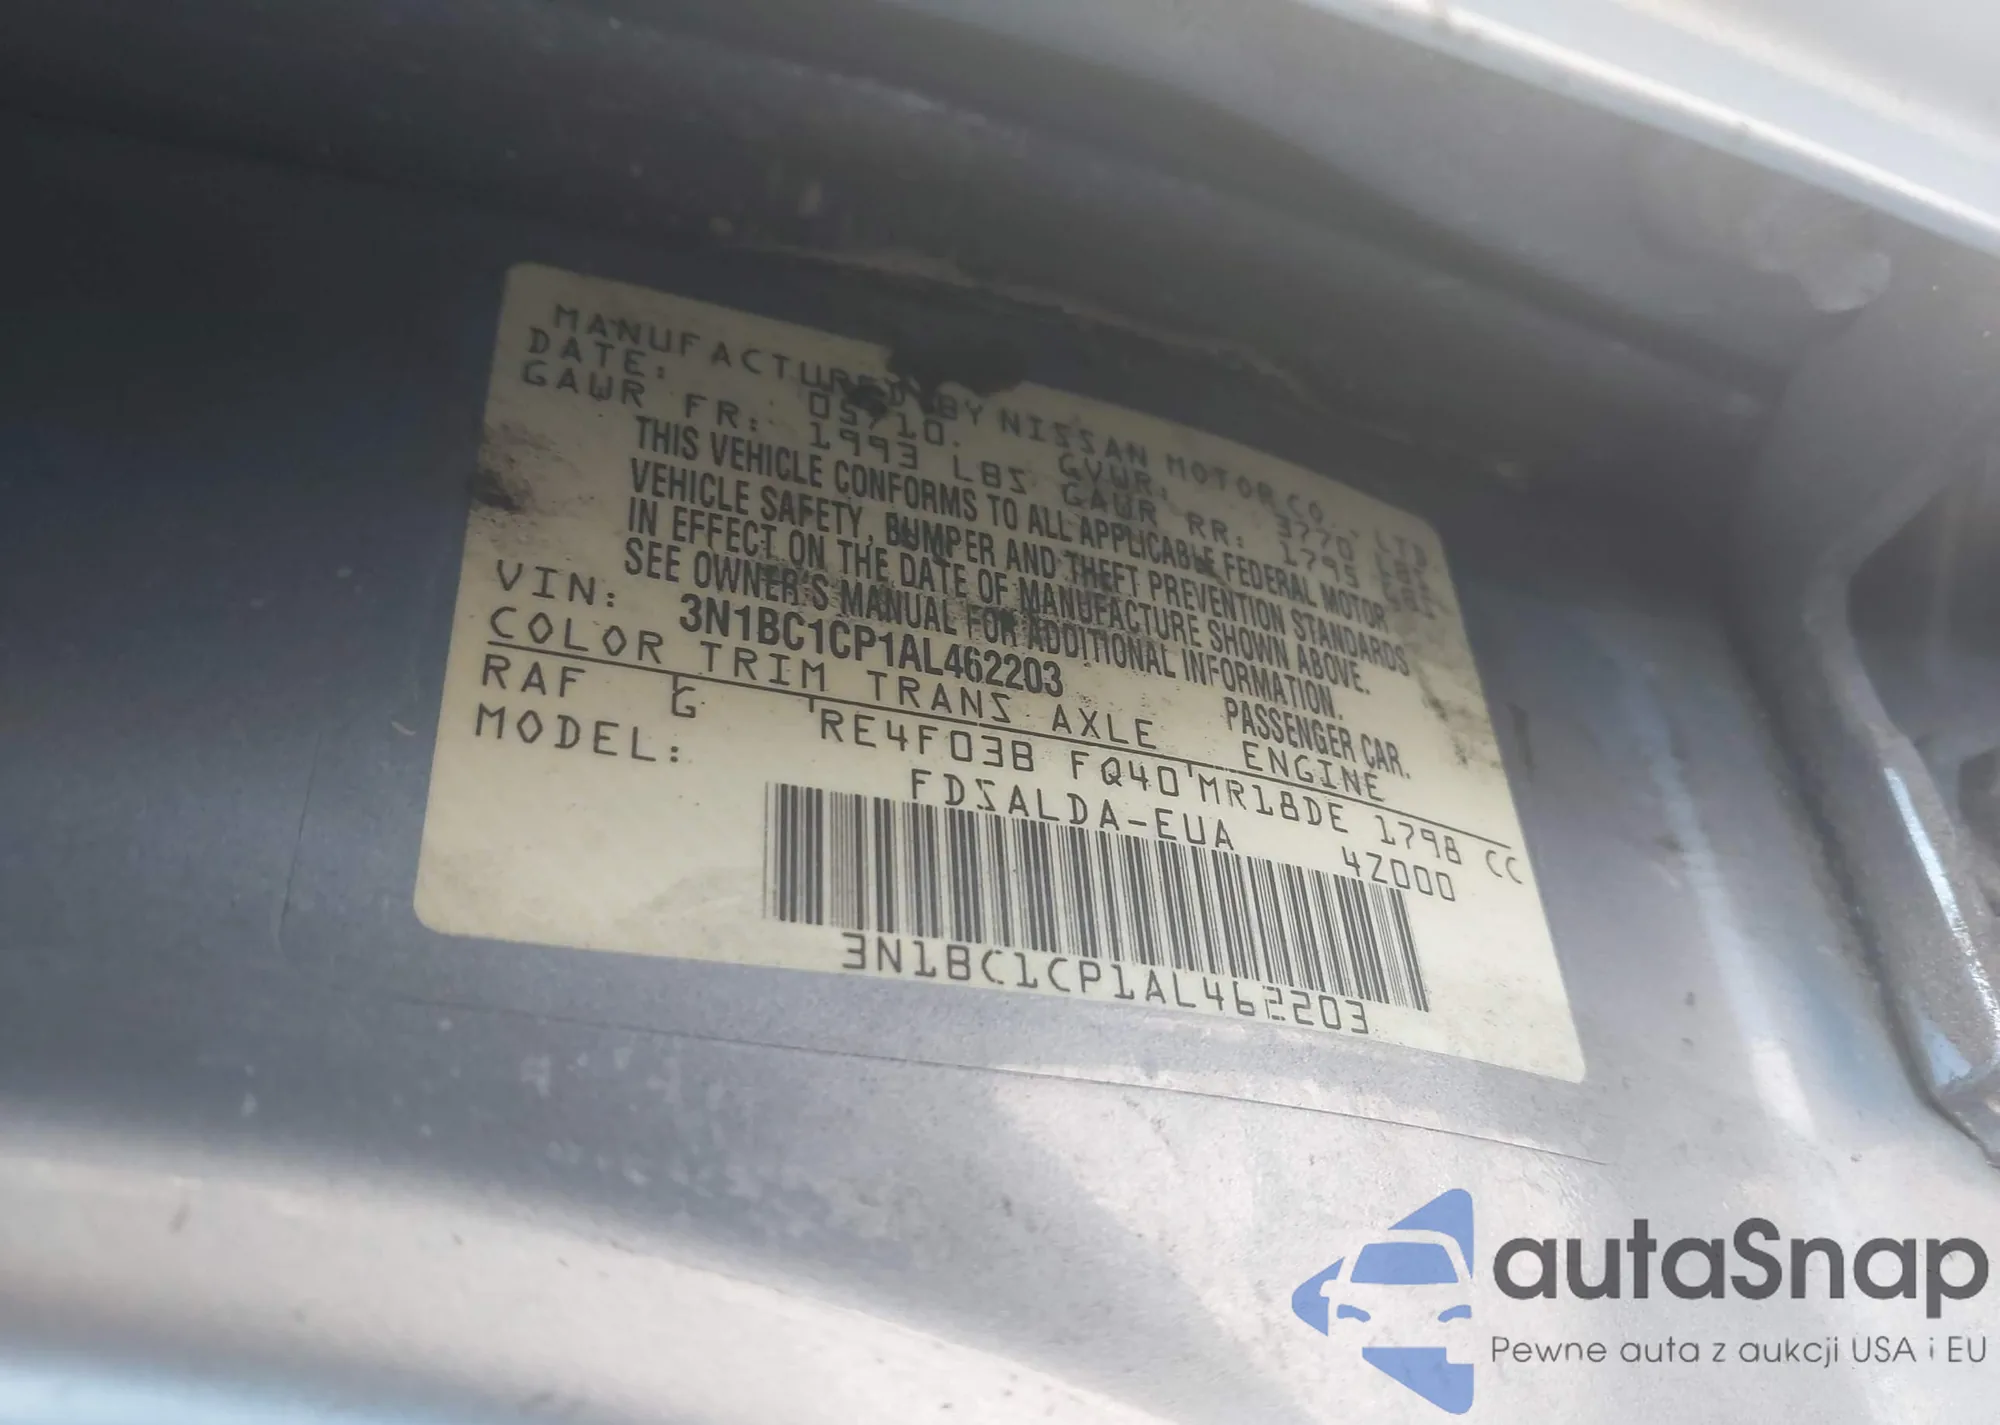 MANUFACTURED BY NISSAN MOTOR CO., LTD.
DATE: 05/10. GVWR: 3770 LBS
GAWR FR: 1993 LBS GAWR RR: 1795 LBS
THIS VEHICLE CONFORMS TO ALL APPLICABLE FEDERAL MOTOR
VEHICLE SAFETY, BUMPER AND THEFT PREVENTION STANDARDS
IN EFFECT ON THE DATE OF MANUFACTURE SHOWN ABOVE.
SEE OWNER'S MANUAL FOR ADDITIONAL INFORMATION.
VIN: 3N1BC1CP1AL462203 PASSENGER CAR.
COLOR TRIM TRANS AXLE ENGINE
RAF G RE4F03B FQ40 MR18DE 1798 CC
MODEL: FDSALDA-EUA 4Z000
3N1BC1CP1AL462203
autaSnap
Pewne auta z aukcji USA i EU